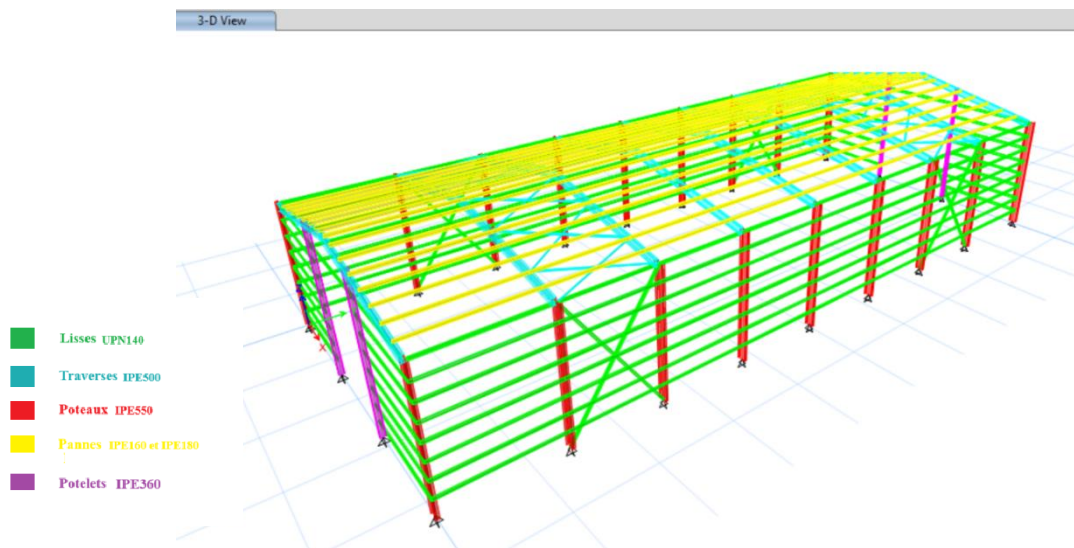 3-D View
Lisses UPN140
Traverses IPE500
Poteaux IPE550
Pannes IPE160 et IPE180
Potelets IPE360
X